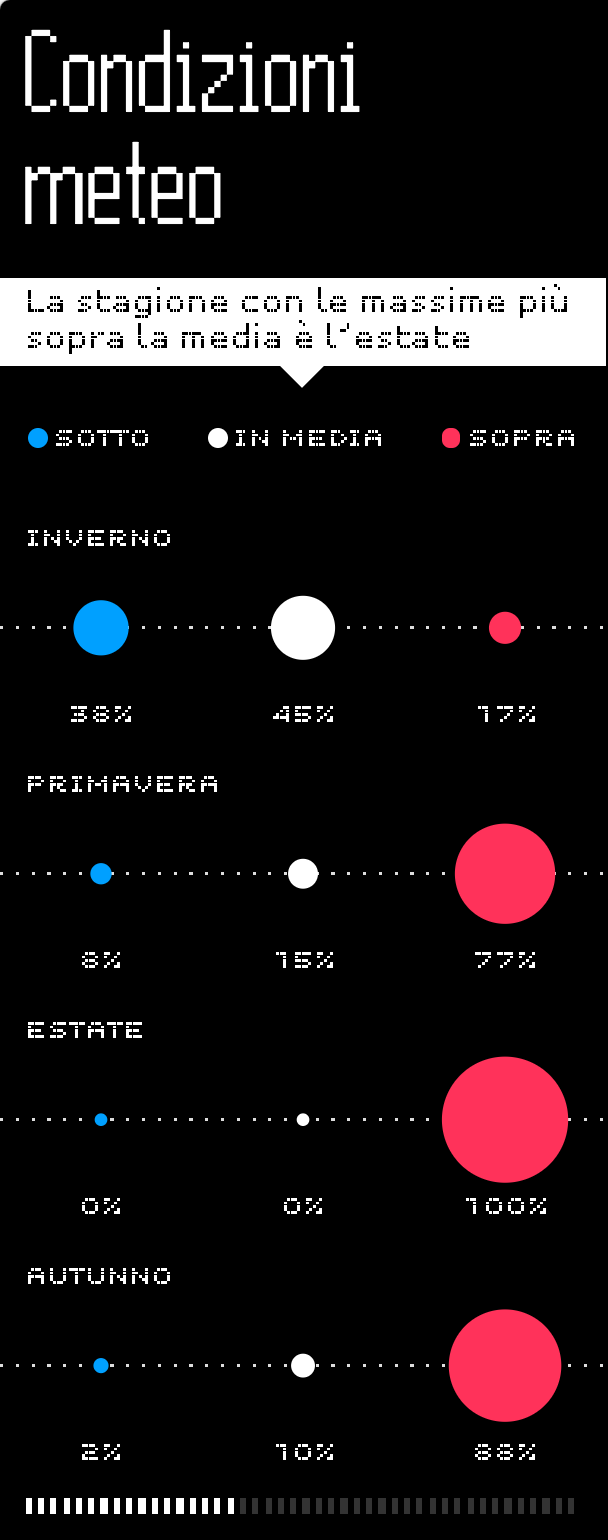 Condizioni
meteo
La stagione con le massime più
sopra la media è l'estate
SOTTO IN MEDIA SOPRA
INVERNO
38% 45% 17%
PRIMAVERA
8% 15% 77%
ESTATE
0% 0% 100%
AUTUNNO
2% 10% 88%